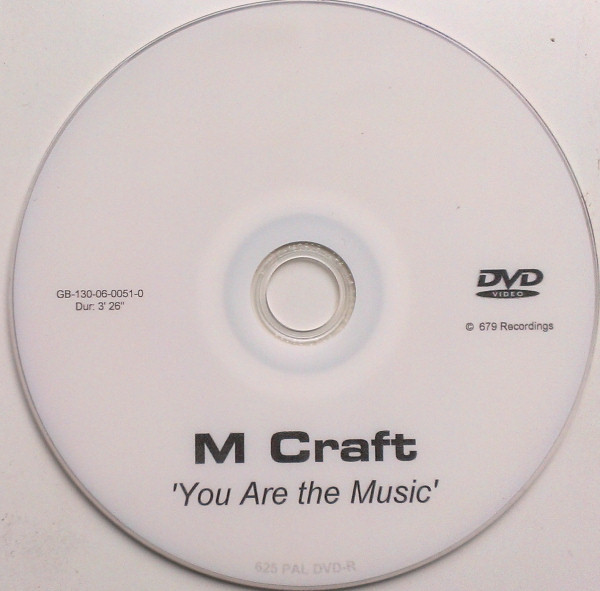 GB-130-06-0051-0
Dur: 3' 26"
DVD
VIDEO
© 679 Recordings
M Craft
'You Are the Music'
625 PAL DVD-R